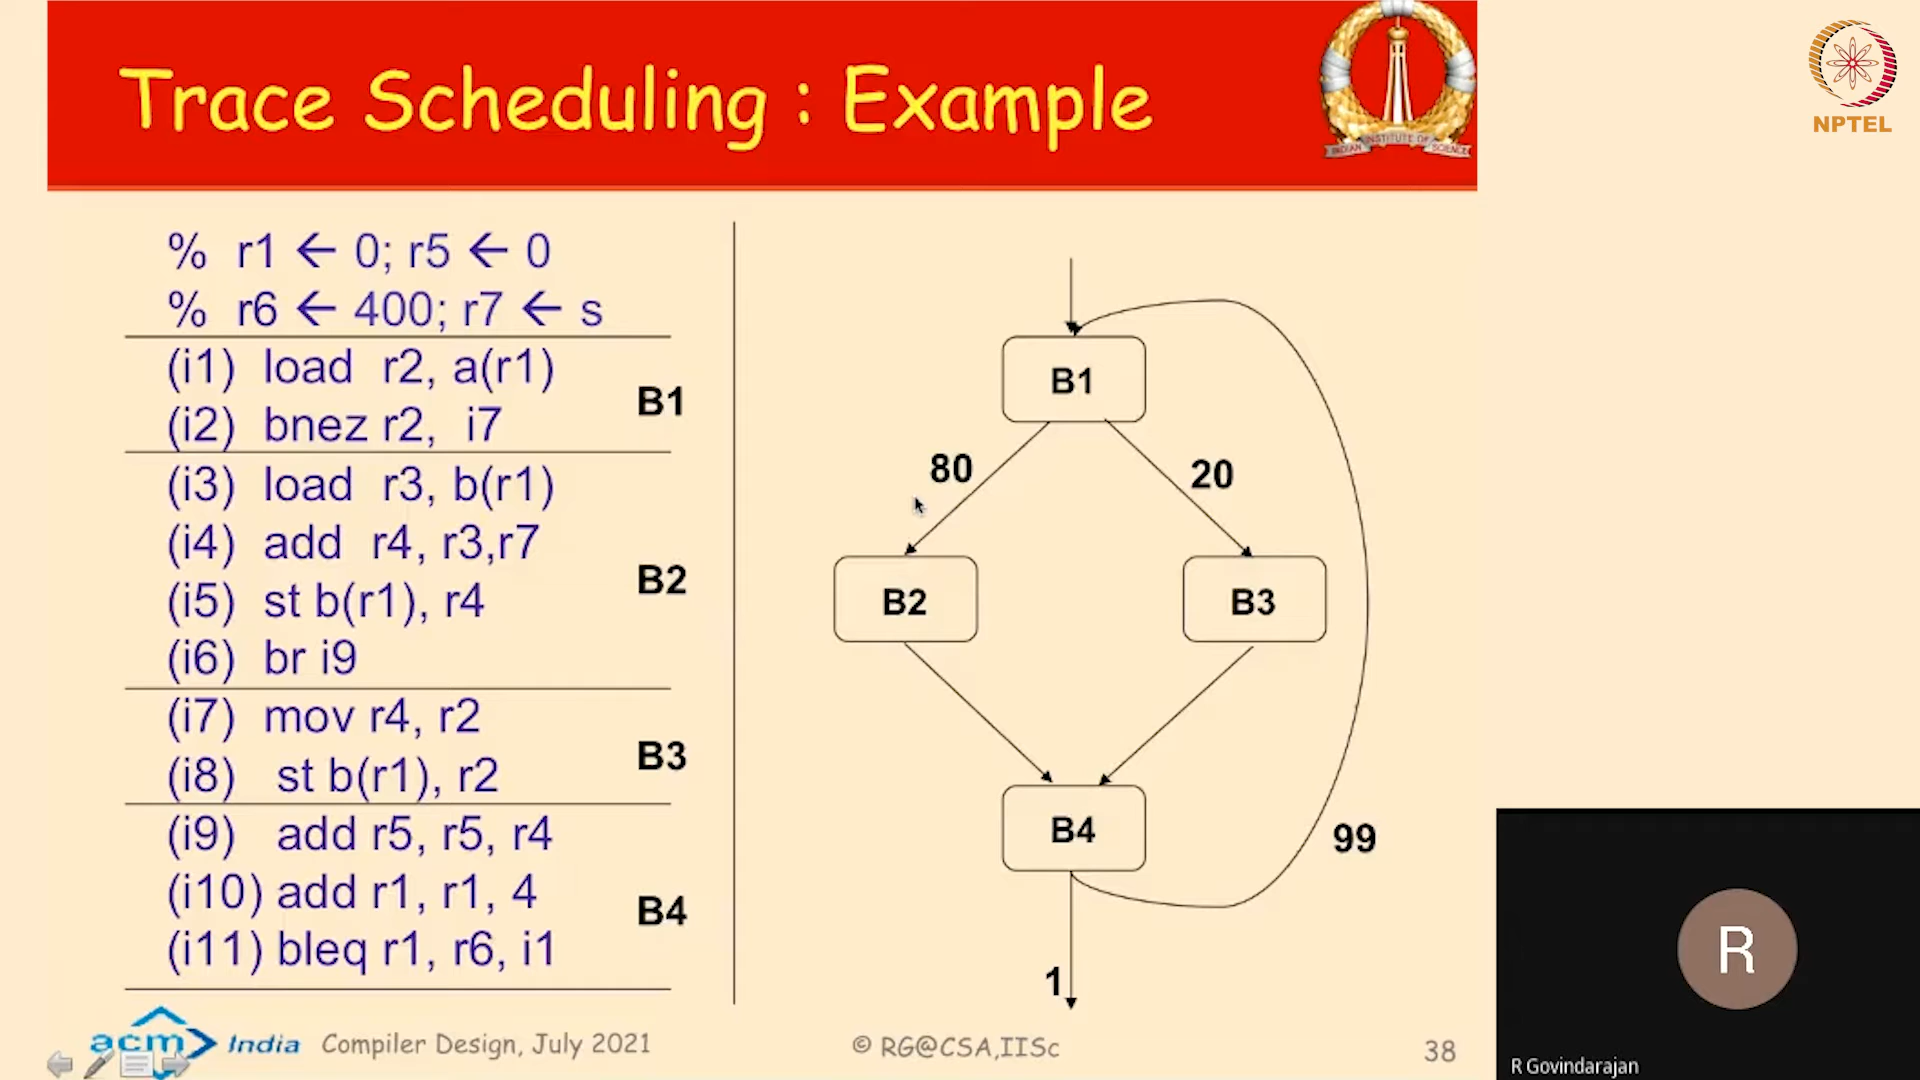 Trace Scheduling : Example
INDIAN INSTITUTE OF SCIENCE
NPTEL
% r1 ← 0; r5 ← 0
% r6 ← 400; r7 ← s
(i1) load r2, a(r1)
(i2) bnez r2, i7
B1
(i3) load r3, b(r1)
(i4) add r4, r3,r7
(i5) st b(r1), r4
(i6) br i9
B2
(i7) mov r4, r2
(i8) st b(r1), r2
B3
(i9) add r5, r5, r4
(i10) add r1, r1, 4
(i11) bleq r1, r6, i1
B4
B1
80
20
B2
B3
B4
99
1
acm India
Compiler Design, July 2021
© RG@CSA,IISc
38
R
R Govindarajan